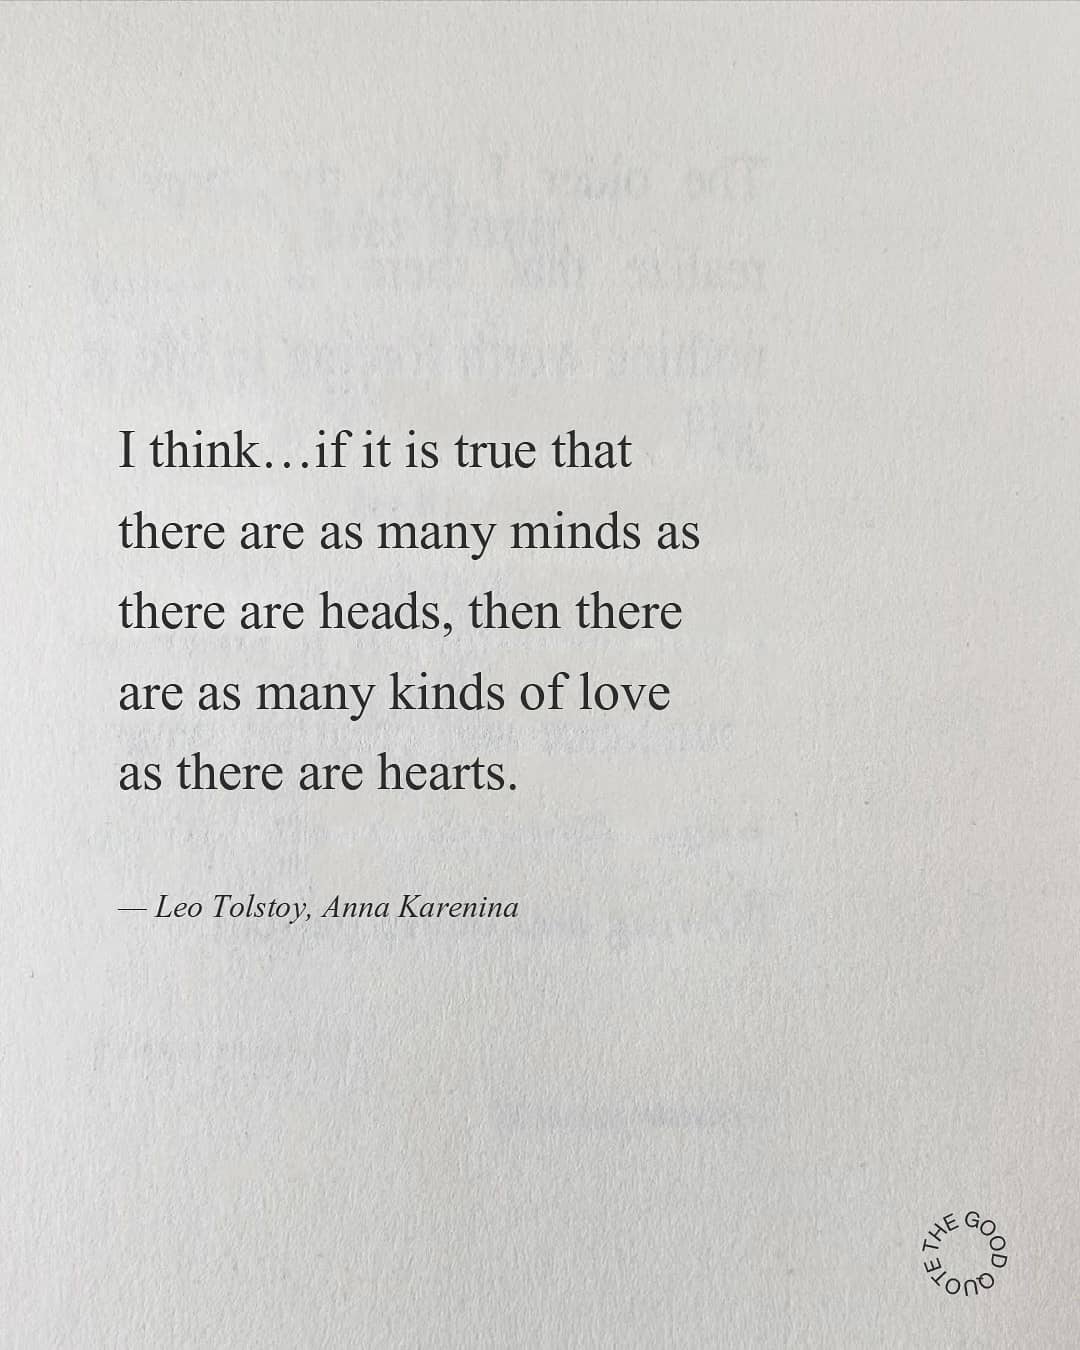 I think…if it is true that
there are as many minds as
there are heads, then there
are as many kinds of love
as there are hearts.
— Leo Tolstoy, Anna Karenina
THE GOOD QUOTE